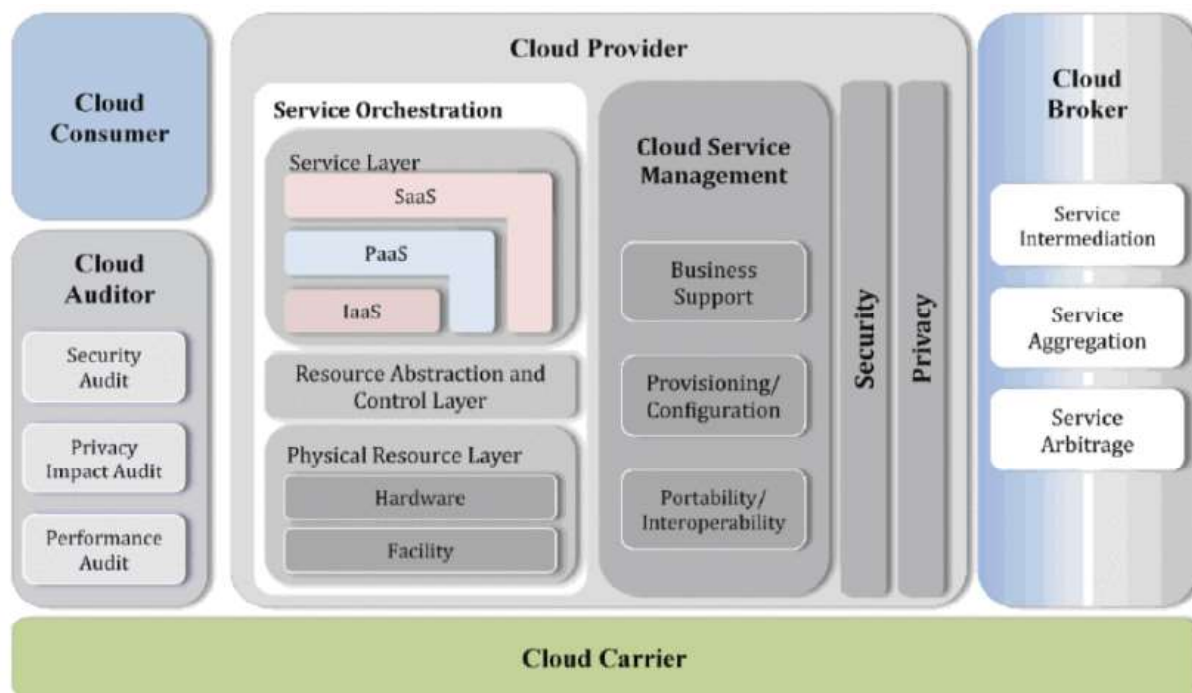 Cloud
Consumer
Cloud
Auditor
Security
Audit
Privacy
Impact Audit
Performance
Audit
Cloud Provider
Service Orchestration
Service Layer
SaaS
PaaS
IaaS
Resource Abstraction and
Control Layer
Physical Resource Layer
Hardware
Facility
Cloud Service
Management
Business
Support
Provisioning/
Configuration
Portability/
Interoperability
Security
Privacy
Cloud
Broker
Service
Intermediation
Service
Aggregation
Service
Arbitrage
Cloud Carrier